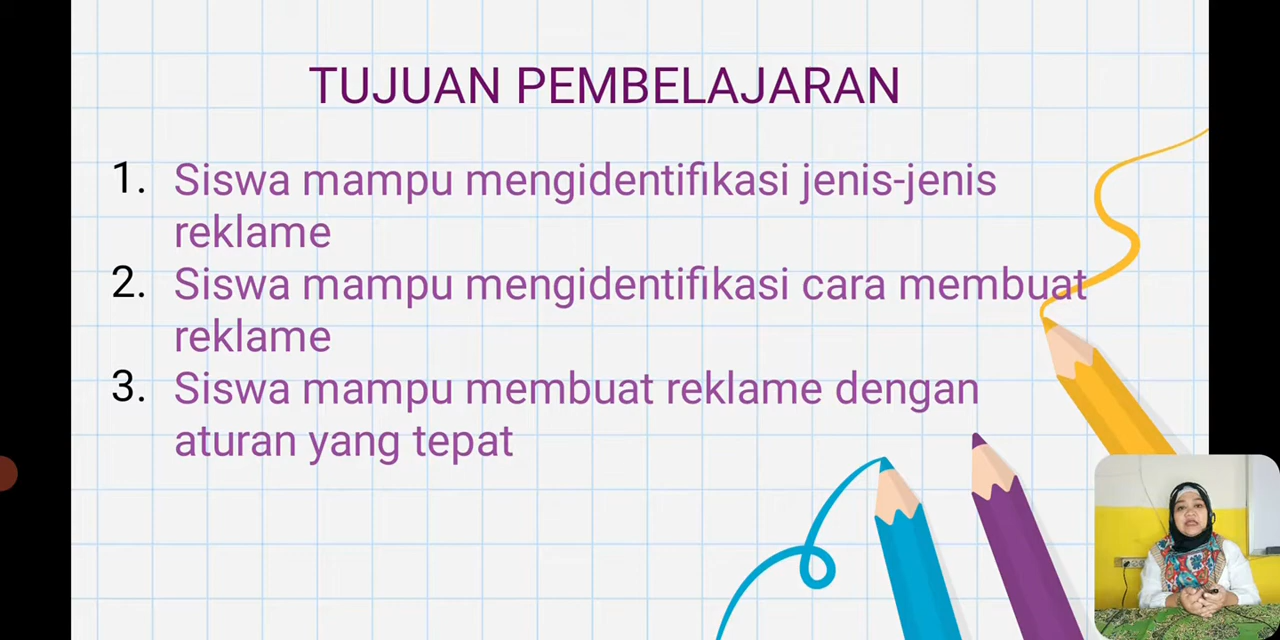 TUJUAN PEMBELAJARAN
1. Siswa mampu mengidentifikasi jenis-jenis
reklame
2. Siswa mampu mengidentifikasi cara membuat
reklame
3. Siswa mampu membuat reklame dengan
aturan yang tepat